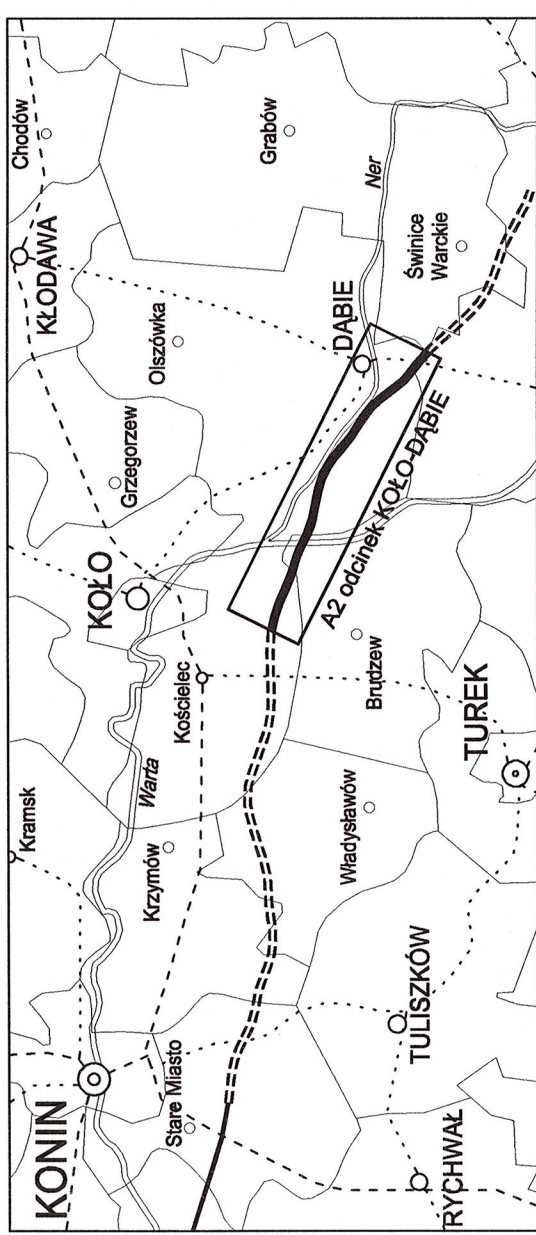 KONIN
Stare Miasto
RYCHWAŁ
TULISZKÓW
Krzymów
Kramsk
Warta
Władysławów
Kościelec
KOŁO
Brudzew
TUREK
A2 odcinek KOŁO-DĄBIE
Grzegorzew
Olszówka
DĄBIE
KŁODAWA
Chodów
Grabów
Ner
Świnice
Warckie